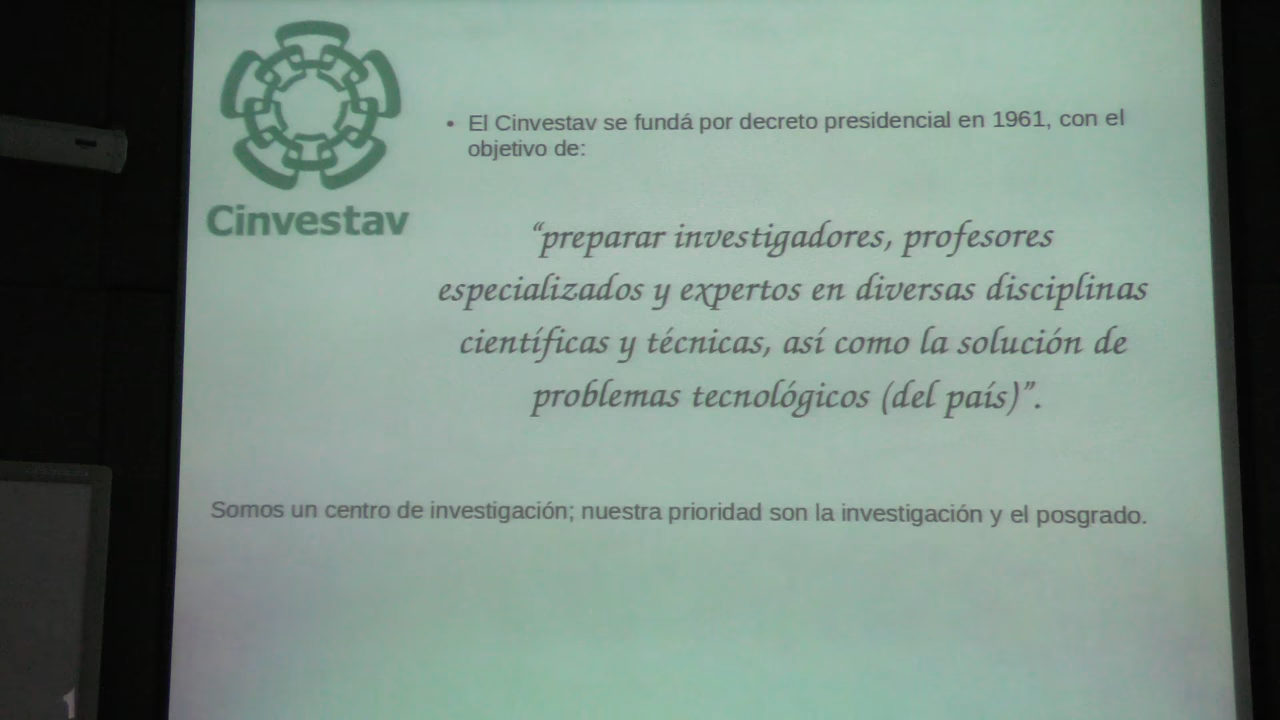 Cinvestav
• El Cinvestav se fundá por decreto presidencial en 1961, con el
objetivo de:
“preparar investigadores, profesores
especializados y expertos en diversas disciplinas
científicas y técnicas, así como la solución de
problemas tecnológicos (del país)”.
Somos un centro de investigación; nuestra prioridad son la investigación y el posgrado.